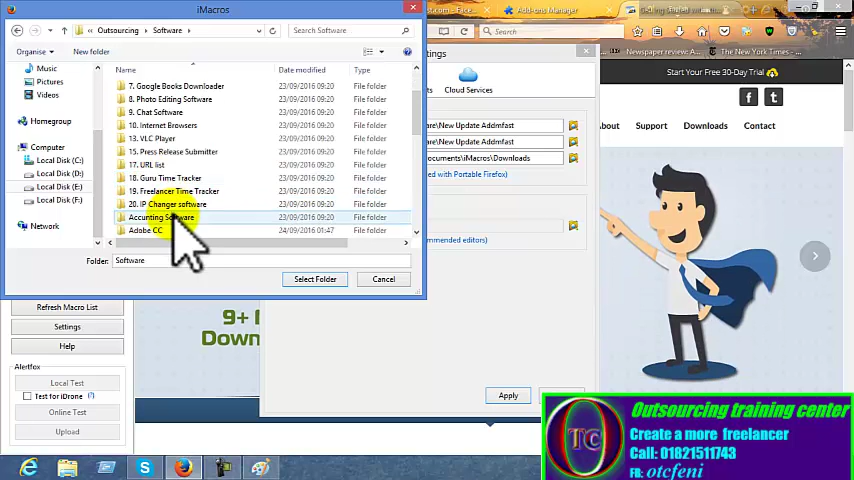 iMacros
Outsourcing
Software
Search Software
Organise
New folder
Name
Date modified
Type
Music
Pictures
Videos
Homegroup
Computer
Local Disk (C:)
Local Disk (D:)
Local Disk (E:)
Local Disk (F:)
Network
7. Google Books Downloader 23/09/2016 09:20 File folder
8. Photo Editing Software 23/09/2016 09:20 File folder
9. Chat Software 23/09/2016 09:20 File folder
10. Internet Browsers 23/09/2016 09:20 File folder
13. VLC Player 23/09/2016 09:20 File folder
15. Press Release Submitter 23/09/2016 09:20 File folder
17. URL list 23/09/2016 09:20 File folder
18. Guru Time Tracker 23/09/2016 09:20 File folder
19. Freelancer Time Tracker 23/09/2016 09:20 File folder
20. IP Changer software 23/09/2016 09:20 File folder
Accunting Software 23/09/2016 09:20 File folder
Adobe CC 24/09/2016 01:47 File folder
Folder: Software
Select Folder
Cancel
Refresh Macro List
Settings
Help
Alertfox
Local Test
Test for iDrone (?)
Online Test
Upload
Add-ons Manager
Search
Newspaper review: A...
The New York Times -...
ttings
Cloud Services
are\New Update Addmfast
are\New Update Addmfast
ocuments\iMacros\Downloads
d with Portable Firefox)
mmended editors)
Apply
Start Your Free 30-Day Trial
bout
Support
Downloads
Contact
9+
Down
OTC
Outsourcing training center
Create a more freelancer
Call: 01821511743
FB: otcfeni